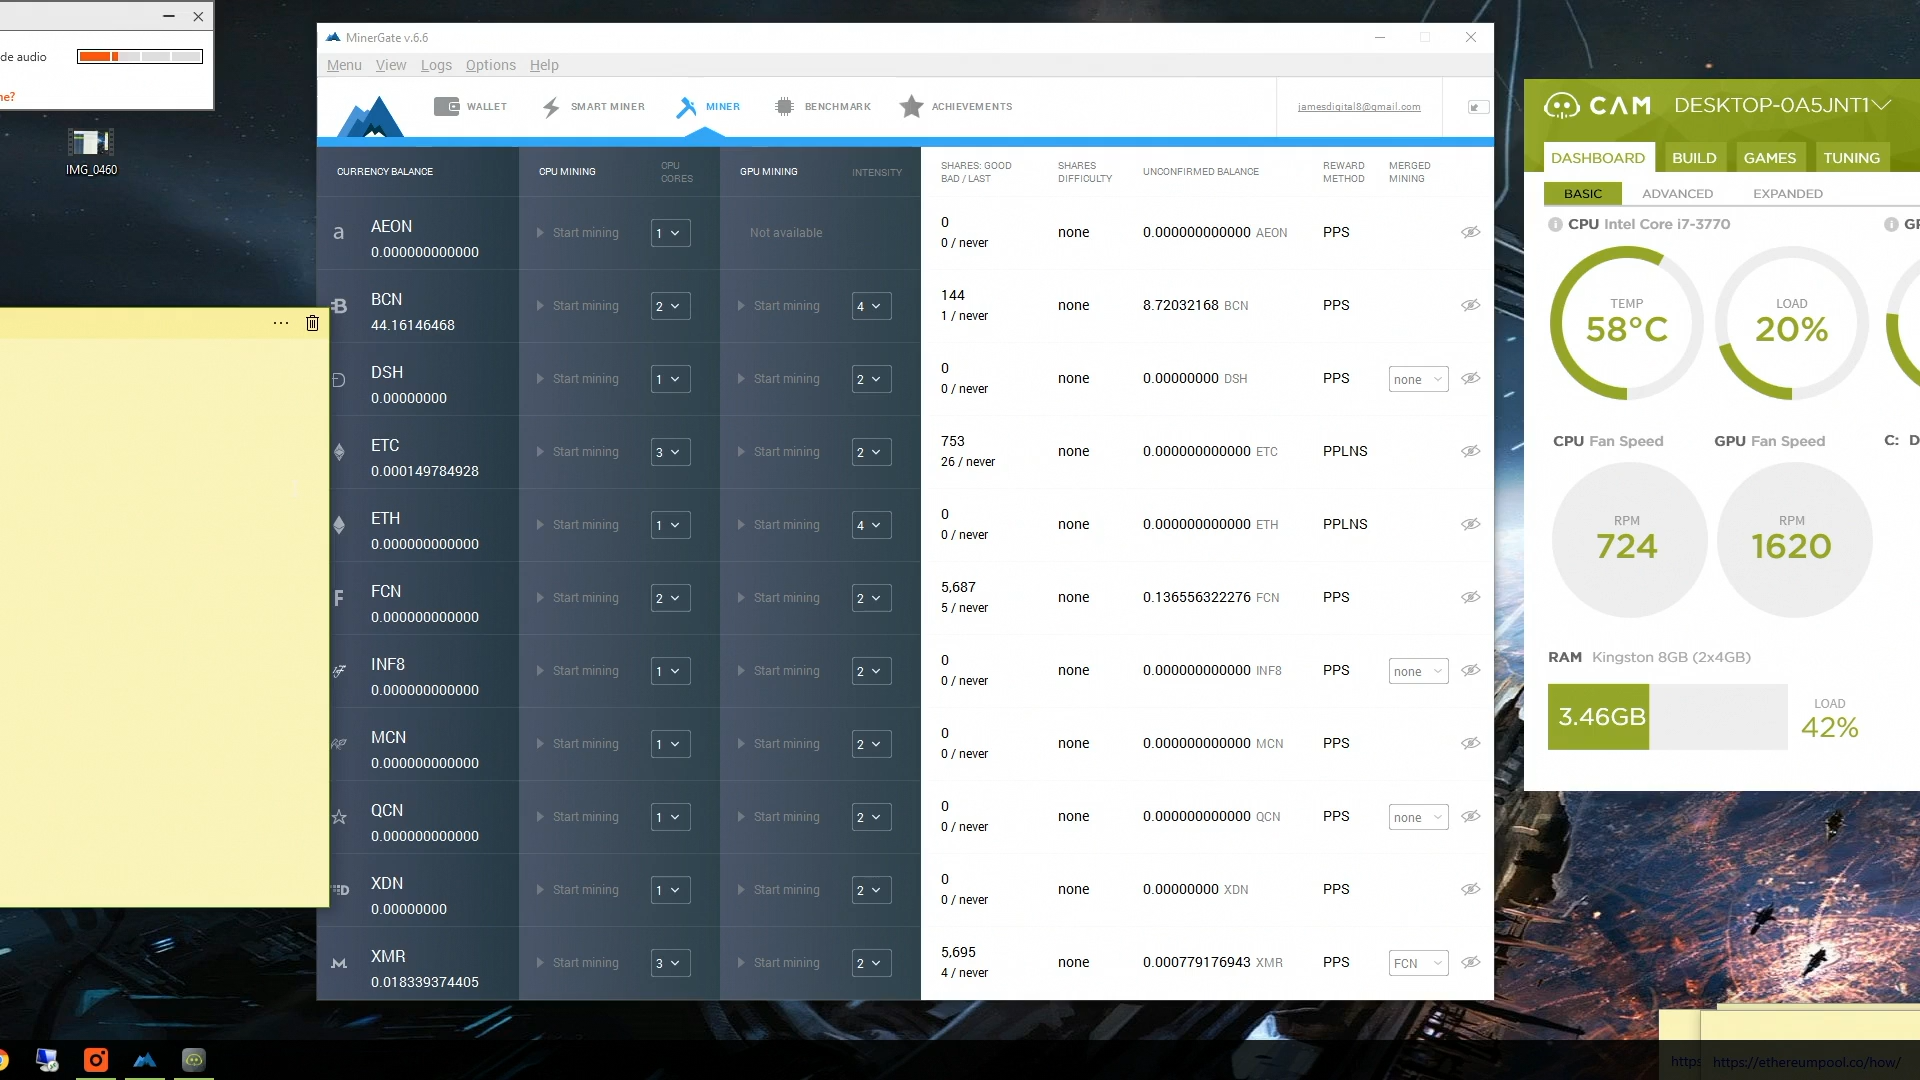 de audio
ne?
IMG_0460
MinerGate v.6.6
Menu View Logs Options Help
WALLET SMART MINER MINER BENCHMARK ACHIEVEMENTS
jamesdigital8@gmail.com
CURRENCY BALANCE CPU MINING CPU CORES GPU MINING INTENSITY SHARES: GOOD BAD / LAST SHARES DIFFICULTY UNCONFIRMED BALANCE REWARD METHOD MERGED MINING
AEON Start mining 1 Not available 0 none 0.000000000000 AEON PPS
0.000000000000 0 / never
BCN Start mining 2 Start mining 4 144 none 8.72032168 BCN PPS
44.16146468 1 / never
DSH Start mining 1 Start mining 2 0 none 0.00000000 DSH PPS none
0.00000000 0 / never
ETC Start mining 3 Start mining 2 753 none 0.000000000000 ETC PPLNS
0.000149784928 26 / never
ETH Start mining 1 Start mining 4 0 none 0.000000000000 ETH PPLNS
0.000000000000 0 / never
FCN Start mining 2 Start mining 2 5,687 none 0.136556322276 FCN PPS
0.000000000000 5 / never
INF8 Start mining 1 Start mining 2 0 none 0.000000000000 INF8 PPS none
0.000000000000 0 / never
MCN Start mining 1 Start mining 2 0 none 0.000000000000 MCN PPS
0.000000000000 0 / never
QCN Start mining 1 Start mining 2 0 none 0.000000000000 QCN PPS none
0.000000000000 0 / never
XDN Start mining 1 Start mining 2 0 none 0.00000000 XDN PPS
0.00000000 0 / never
XMR Start mining 3 Start mining 2 5,695 none 0.000779176943 XMR PPS FCN
0.018339374405 4 / never
CAM DESKTOP-0A5JNT1
DASHBOARD BUILD GAMES TUNING
BASIC ADVANCED EXPANDED
CPU Intel Core i7-3770 GP
TEMP LOAD
58°C 20%
CPU Fan Speed GPU Fan Speed C: D
RPM RPM
724 1620
RAM Kingston 8GB (2x4GB)
3.46GB LOAD
42%
https https://ethereumpool.co/how/